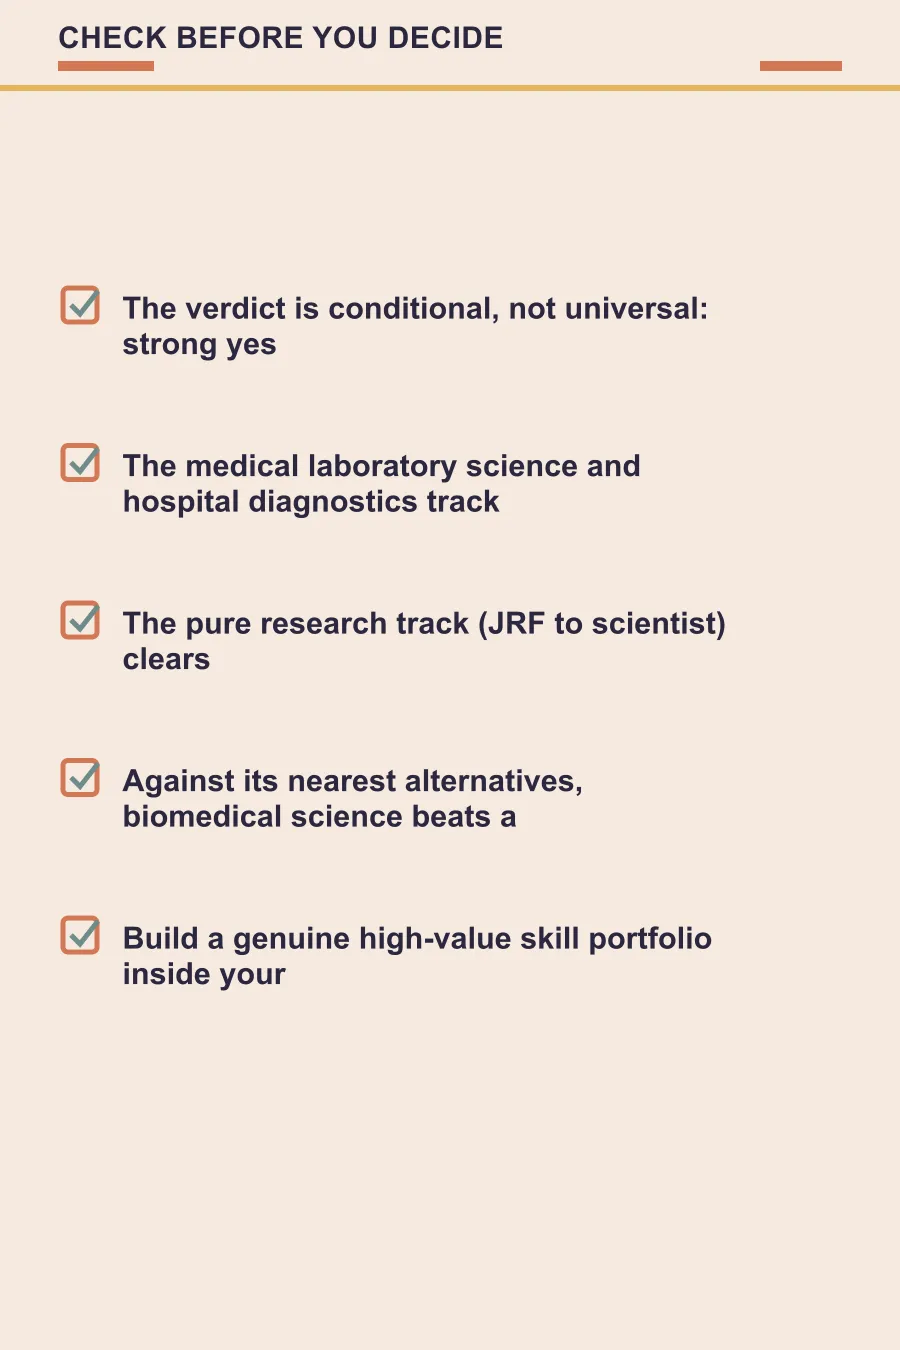 CHECK BEFORE YOU DECIDE
The verdict is conditional, not universal:
strong yes
The medical laboratory science and
hospital diagnostics track
The pure research track (JRF to scientist)
clears
Against its nearest alternatives,
biomedical science beats a
Build a genuine high-value skill portfolio
inside your